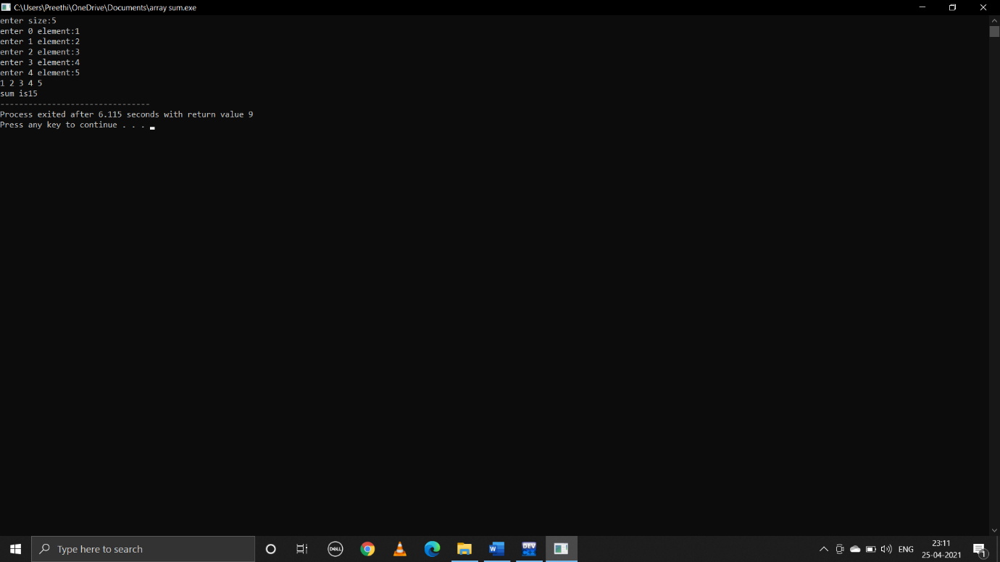 C:\Users\Preethi\OneDrive\Documents\array sum.exe
enter size:5
enter 0 element:1
enter 1 element:2
enter 2 element:3
enter 3 element:4
enter 4 element:5
1 2 3 4 5
sum is15
--------------------------------
Process exited after 6.115 seconds with return value 9
Press any key to continue . . .
Type here to search
DELL
W
DEV
C++
ENG
23:11
25-04-2021
1